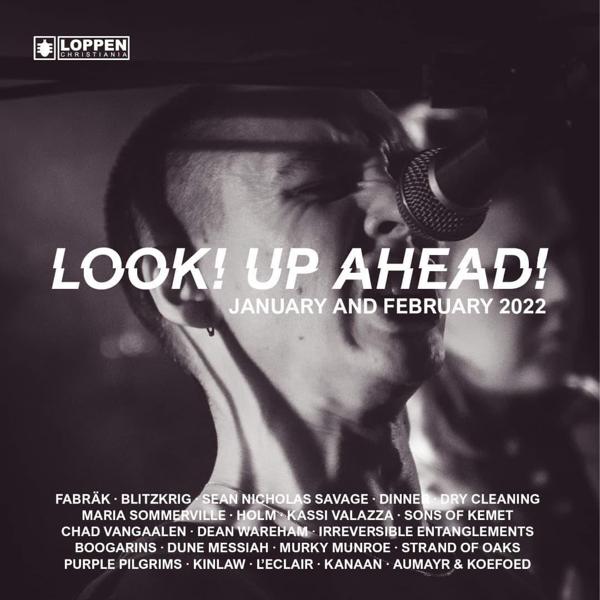 LOPPEN
CHRISTIANIA
LOOK! UP AHEAD!
JANUARY AND FEBRUARY 2022
FABRÄK · BLITZKRIG · SEAN NICHOLAS SAVAGE · DINNER · DRY CLEANING
MARIA SOMMERVILLE · HOLM · KASSI VALAZZA · SONS OF KEMET
CHAD VANGAALEN · DEAN WAREHAM · IRREVERSIBLE ENTANGLEMENTS
BOOGARINS · DUNE MESSIAH · MURKY MUNROE · STRAND OF OAKS
PURPLE PILGRIMS · KINLAW · L'ECLAIR · KANAAN · AUMAYR & KOEFOED